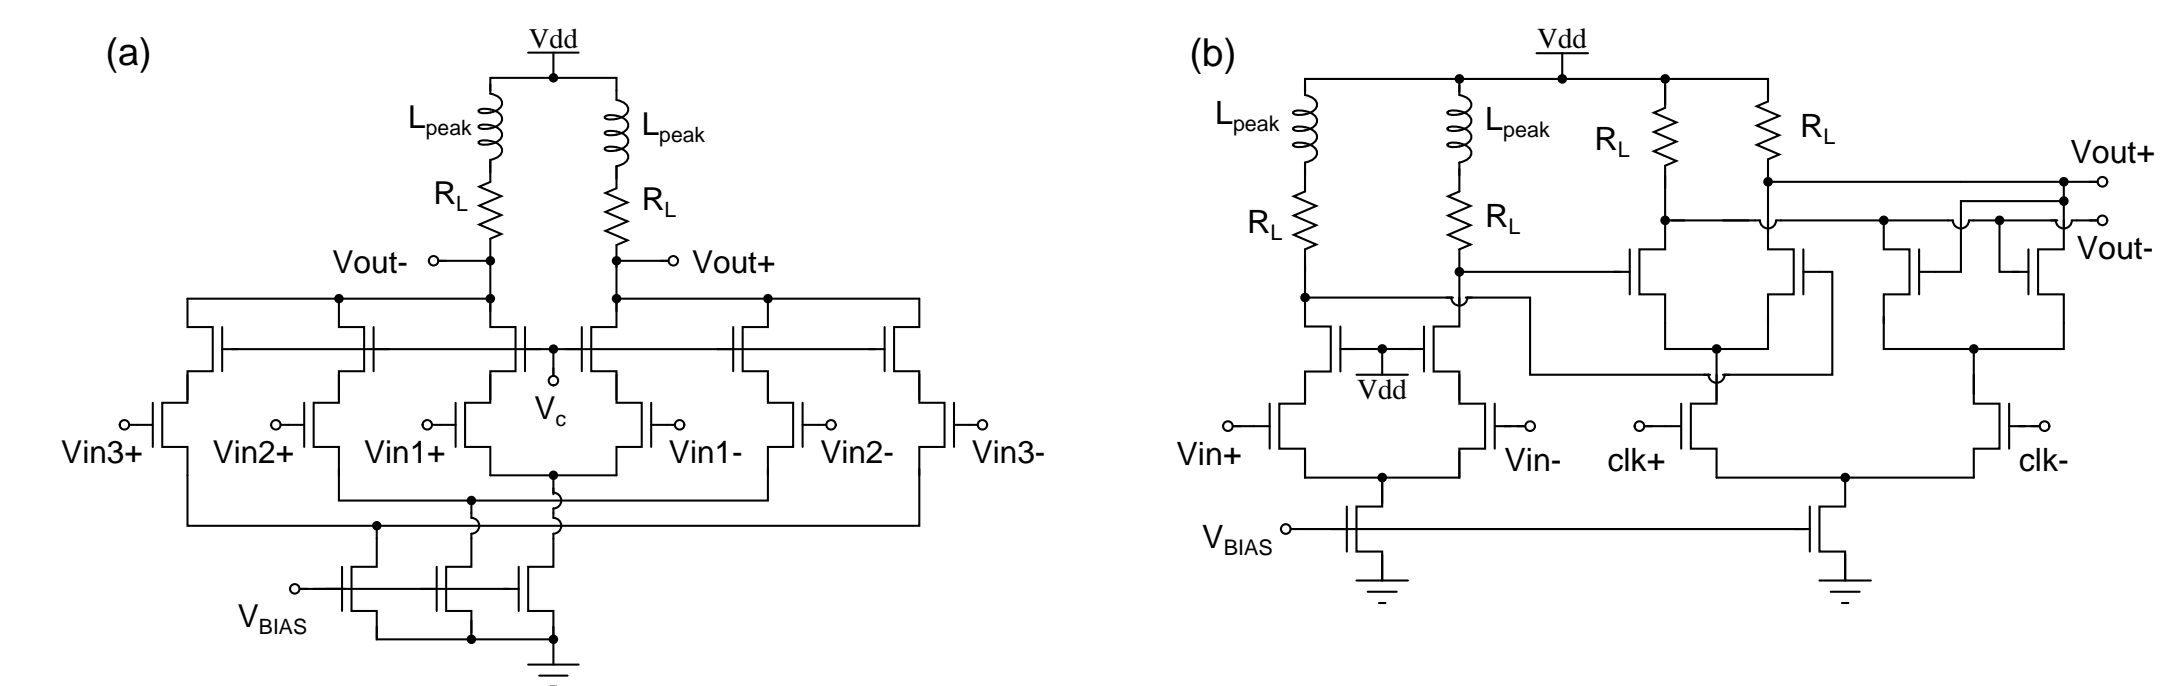 (a)
Vdd
Lpeak
Lpeak
RL
RL
Vout-
Vout+
Vc
Vin3+
Vin2+
Vin1+
Vin1-
Vin2-
Vin3-
VBIAS
(b)
Vdd
Lpeak
Lpeak
RL
RL
Vout+
RL
RL
Vout-
Vdd
Vin+
Vin-
clk+
clk-
VBIAS